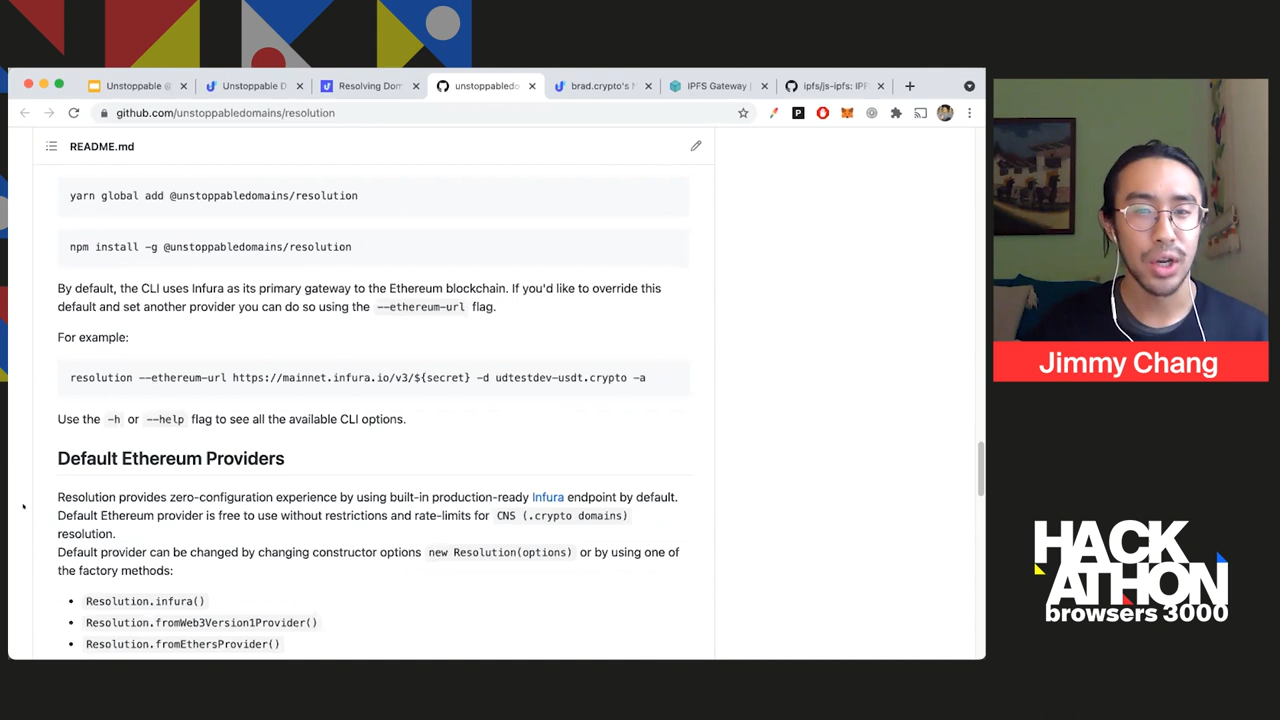 Unstoppable @
Unstoppable D
Resolving Dom
unstoppabledo
brad.crypto's N
IPFS Gateway |
ipfs/js-ipfs: IPF
github.com/unstoppabledomains/resolution
README.md
yarn global add @unstoppabledomains/resolution
npm install -g @unstoppabledomains/resolution
By default, the CLI uses Infura as its primary gateway to the Ethereum blockchain. If you'd like to override this
default and set another provider you can do so using the --ethereum-url flag.
For example:
resolution --ethereum-url https://mainnet.infura.io/v3/${secret} -d udtestdev-usdt.crypto -a
Use the -h or --help flag to see all the available CLI options.
Default Ethereum Providers
Resolution provides zero-configuration experience by using built-in production-ready Infura endpoint by default.
Default Ethereum provider is free to use without restrictions and rate-limits for CNS (.crypto domains)
resolution.
Default provider can be changed by changing constructor options new Resolution(options) or by using one of
the factory methods:
• Resolution.infura()
• Resolution.fromWeb3Version1Provider()
• Resolution.fromEthersProvider()
Jimmy Chang
HACK
ATHON
browsers 3000